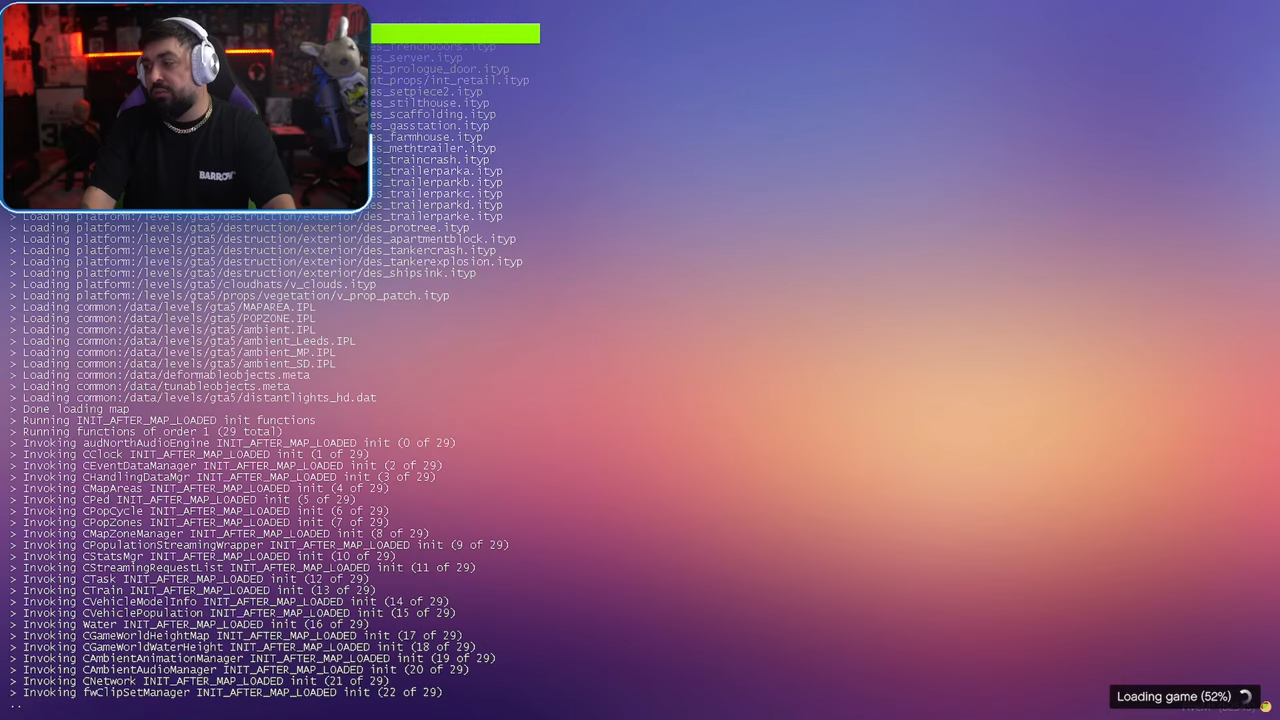 es_frenchdoors.ityp
es_server.ityp
ES_prologue_door.ityp
nt_props/int_retail.ityp
es_setpiece2.ityp
es_stilthouse.ityp
es_scaffolding.ityp
es_gasstation.ityp
es_farmhouse.ityp
es_methtrailer.ityp
es_traincrash.ityp
es_trailerparka.ityp
es_trailerparkb.ityp
es_trailerparkc.ityp
es_trailerparkd.ityp
BARROW
> Loading platform:/levels/gta5/destruction/exterior/des_trailerparke.ityp
> Loading platform:/levels/gta5/destruction/exterior/des_protree.ityp
> Loading platform:/levels/gta5/destruction/exterior/des_apartmentblock.ityp
> Loading platform:/levels/gta5/destruction/exterior/des_tankercrash.ityp
> Loading platform:/levels/gta5/destruction/exterior/des_tankerexplosion.ityp
> Loading platform:/levels/gta5/destruction/exterior/des_shipsink.ityp
> Loading platform:/levels/gta5/cloudhats/v_clouds.ityp
> Loading platform:/levels/gta5/props/vegetation/v_prop_patch.ityp
> Loading common:/data/levels/gta5/MAPAREA.IPL
> Loading common:/data/levels/gta5/POPZONE.IPL
> Loading common:/data/levels/gta5/ambient.IPL
> Loading common:/data/levels/gta5/ambient_Leeds.IPL
> Loading common:/data/levels/gta5/ambient_MP.IPL
> Loading common:/data/levels/gta5/ambient_SD.IPL
> Loading common:/data/deformableobjects.meta
> Loading common:/data/tunableobjects.meta
> Loading common:/data/levels/gta5/distantlights_hd.dat
> Done loading map
> Running INIT_AFTER_MAP_LOADED init functions
> Running functions of order 1 (29 total)
> Invoking audNorthAudioEngine INIT_AFTER_MAP_LOADED init (0 of 29)
> Invoking CClock INIT_AFTER_MAP_LOADED init (1 of 29)
> Invoking CEventDataManager INIT_AFTER_MAP_LOADED init (2 of 29)
> Invoking CHandlingDataMgr INIT_AFTER_MAP_LOADED init (3 of 29)
> Invoking CMapAreas INIT_AFTER_MAP_LOADED init (4 of 29)
> Invoking CPed INIT_AFTER_MAP_LOADED init (5 of 29)
> Invoking CPopCycle INIT_AFTER_MAP_LOADED init (6 of 29)
> Invoking CPopZones INIT_AFTER_MAP_LOADED init (7 of 29)
> Invoking CMapZoneManager INIT_AFTER_MAP_LOADED init (8 of 29)
> Invoking CPopulationStreamingWrapper INIT_AFTER_MAP_LOADED init (9 of 29)
> Invoking CStatsMgr INIT_AFTER_MAP_LOADED init (10 of 29)
> Invoking CStreamingRequestList INIT_AFTER_MAP_LOADED init (11 of 29)
> Invoking CTask INIT_AFTER_MAP_LOADED init (12 of 29)
> Invoking CTrain INIT_AFTER_MAP_LOADED init (13 of 29)
> Invoking CVehicleModelInfo INIT_AFTER_MAP_LOADED init (14 of 29)
> Invoking CVehiclePopulation INIT_AFTER_MAP_LOADED init (15 of 29)
> Invoking Water INIT_AFTER_MAP_LOADED init (16 of 29)
> Invoking CGameWorldHeightMap INIT_AFTER_MAP_LOADED init (17 of 29)
> Invoking CGameWorldWaterHeight INIT_AFTER_MAP_LOADED init (18 of 29)
> Invoking CAmbientAnimationManager INIT_AFTER_MAP_LOADED init (19 of 29)
> Invoking CAmbientAudioManager INIT_AFTER_MAP_LOADED init (20 of 29)
> Invoking CNetwork INIT_AFTER_MAP_LOADED init (21 of 29)
> Invoking fwClipSetManager INIT_AFTER_MAP_LOADED init (22 of 29)
..
Loading game (52%)